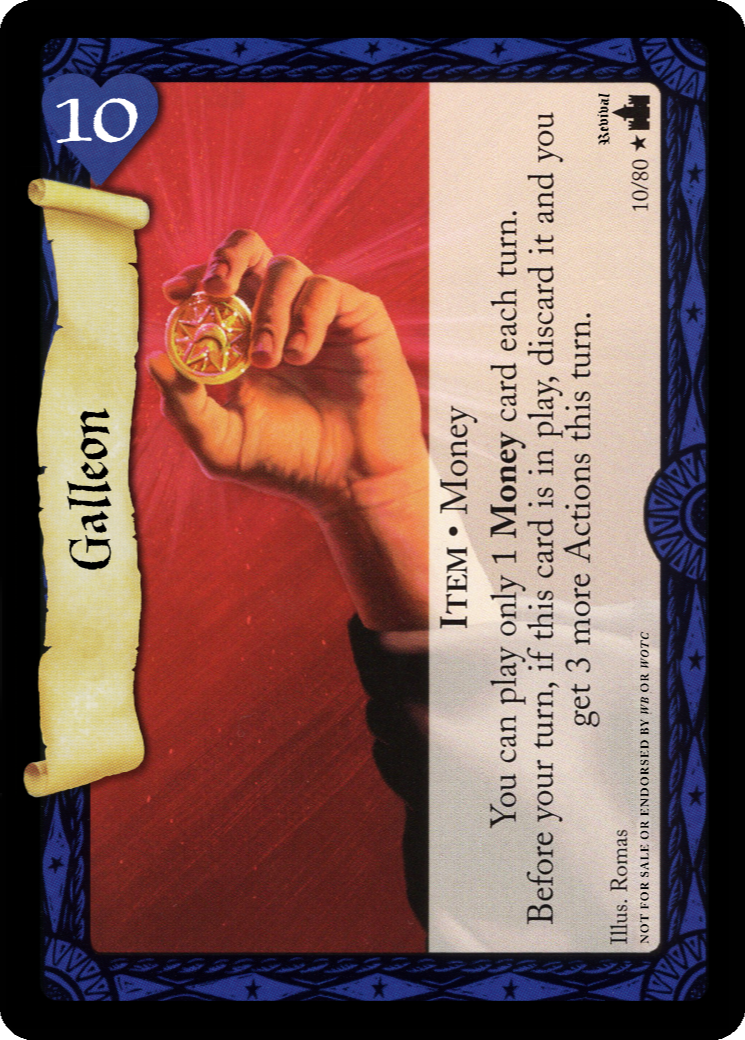 10
Galleon
ITEM • Money
You can play only 1 Money card each turn.
Before your turn, if this card is in play, discard it and you
get 3 more Actions this turn.
Illus. Romas
NOT FOR SALE OR ENDORSED BY WB OR WOTC
Revival
10/80 ★